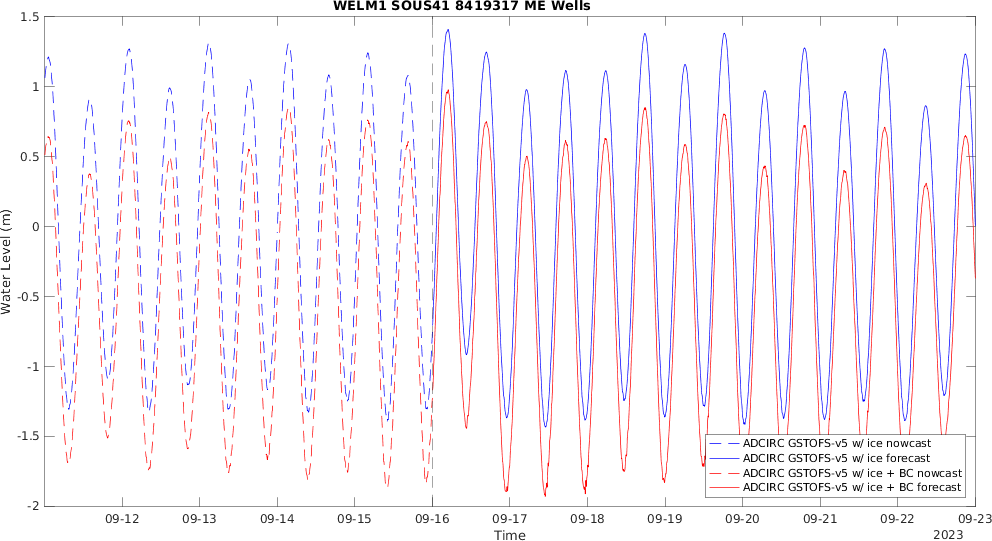 WELM1 SOUS41 8419317 ME Wells
1.5
1
0.5
0
-0.5
-1
-1.5
-2
Water Level (m)
ADCIRC GSTOFS-v5 w/ ice nowcast
ADCIRC GSTOFS-v5 w/ ice forecast
ADCIRC GSTOFS-v5 w/ ice + BC nowcast
ADCIRC GSTOFS-v5 w/ ice + BC forecast
09-12 09-13 09-14 09-15 09-16 09-17 09-18 09-19 09-20 09-21 09-22 09-23
Time
2023